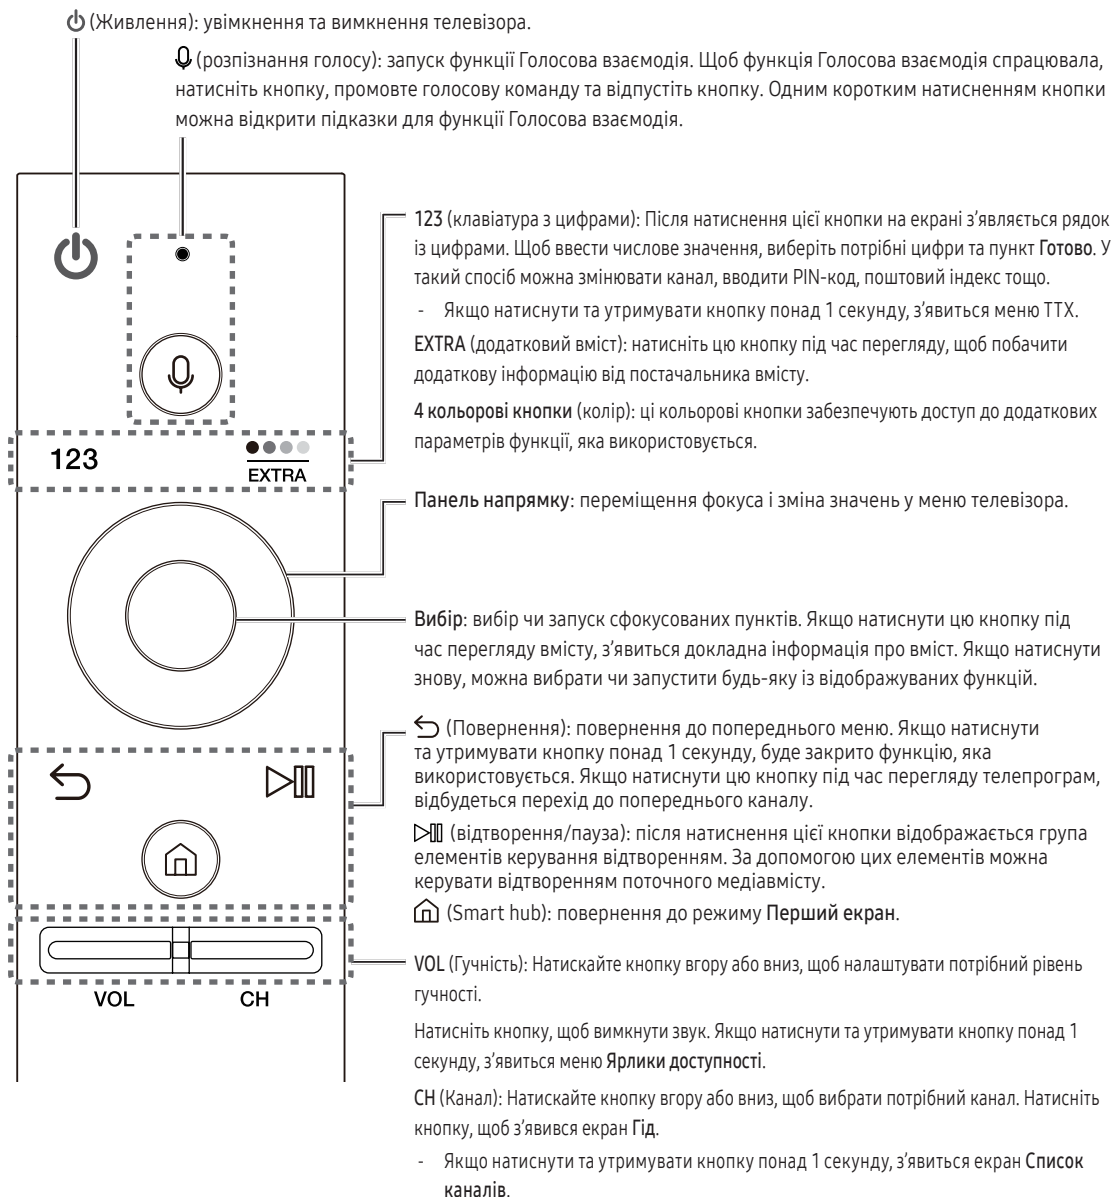 (Живлення): увімкнення та вимкнення телевізора.
(розпізнання голосу): запуск функції Голосова взаємодія. Щоб функція Голосова взаємодія спрацювала,
натисніть кнопку, промовте голосову команду та відпустіть кнопку. Одним коротким натисненням кнопки
можна відкрити підказки для функції Голосова взаємодія.
123 (клавіатура з цифрами): Після натиснення цієї кнопки на екрані з’являється рядок
із цифрами. Щоб ввести числове значення, виберіть потрібні цифри та пункт Готово. У
такий спосіб можна змінювати канал, вводити PIN-код, поштовий індекс тощо.
- Якщо натиснути та утримувати кнопку понад 1 секунду, з’явиться меню TTX.
EXTRA (додатковий вміст): натисніть цю кнопку під час перегляду, щоб побачити
додаткову інформацію від постачальника вмісту.
4 кольорові кнопки (колір): ці кольорові кнопки забезпечують доступ до додаткових
параметрів функції, яка використовується.
123
EXTRA
Панель напрямку: переміщення фокуса і зміна значень у меню телевізора.
Вибір: вибір чи запуск сфокусованих пунктів. Якщо натиснути цю кнопку під
час перегляду вмісту, з’явиться докладна інформація про вміст. Якщо натиснути
знову, можна вибрати чи запустити будь-яку із відображуваних функцій.
(Повернення): повернення до попереднього меню. Якщо натиснути
та утримувати кнопку понад 1 секунду, буде закрито функцію, яка
використовується. Якщо натиснути цю кнопку під час перегляду телепрограм,
відбудеться перехід до попереднього каналу.
(відтворення/пауза): після натиснення цієї кнопки відображається група
елементів керування відтворенням. За допомогою цих елементів можна
керувати відтворенням поточного медіавмісту.
(Smart hub): повернення до режиму Перший екран.
VOL (Гучність): Натискайте кнопку вгору або вниз, щоб налаштувати потрібний рівень
гучності.
VOL
CH
Натисніть кнопку, щоб вимкнути звук. Якщо натиснути та утримувати кнопку понад 1
секунду, з’явиться меню Ярлики доступності.
CH (Канал): Натискайте кнопку вгору або вниз, щоб вибрати потрібний канал. Натисніть
кнопку, щоб з’явився екран Гід.
- Якщо натиснути та утримувати кнопку понад 1 секунду, з’явиться екран Список
каналів.